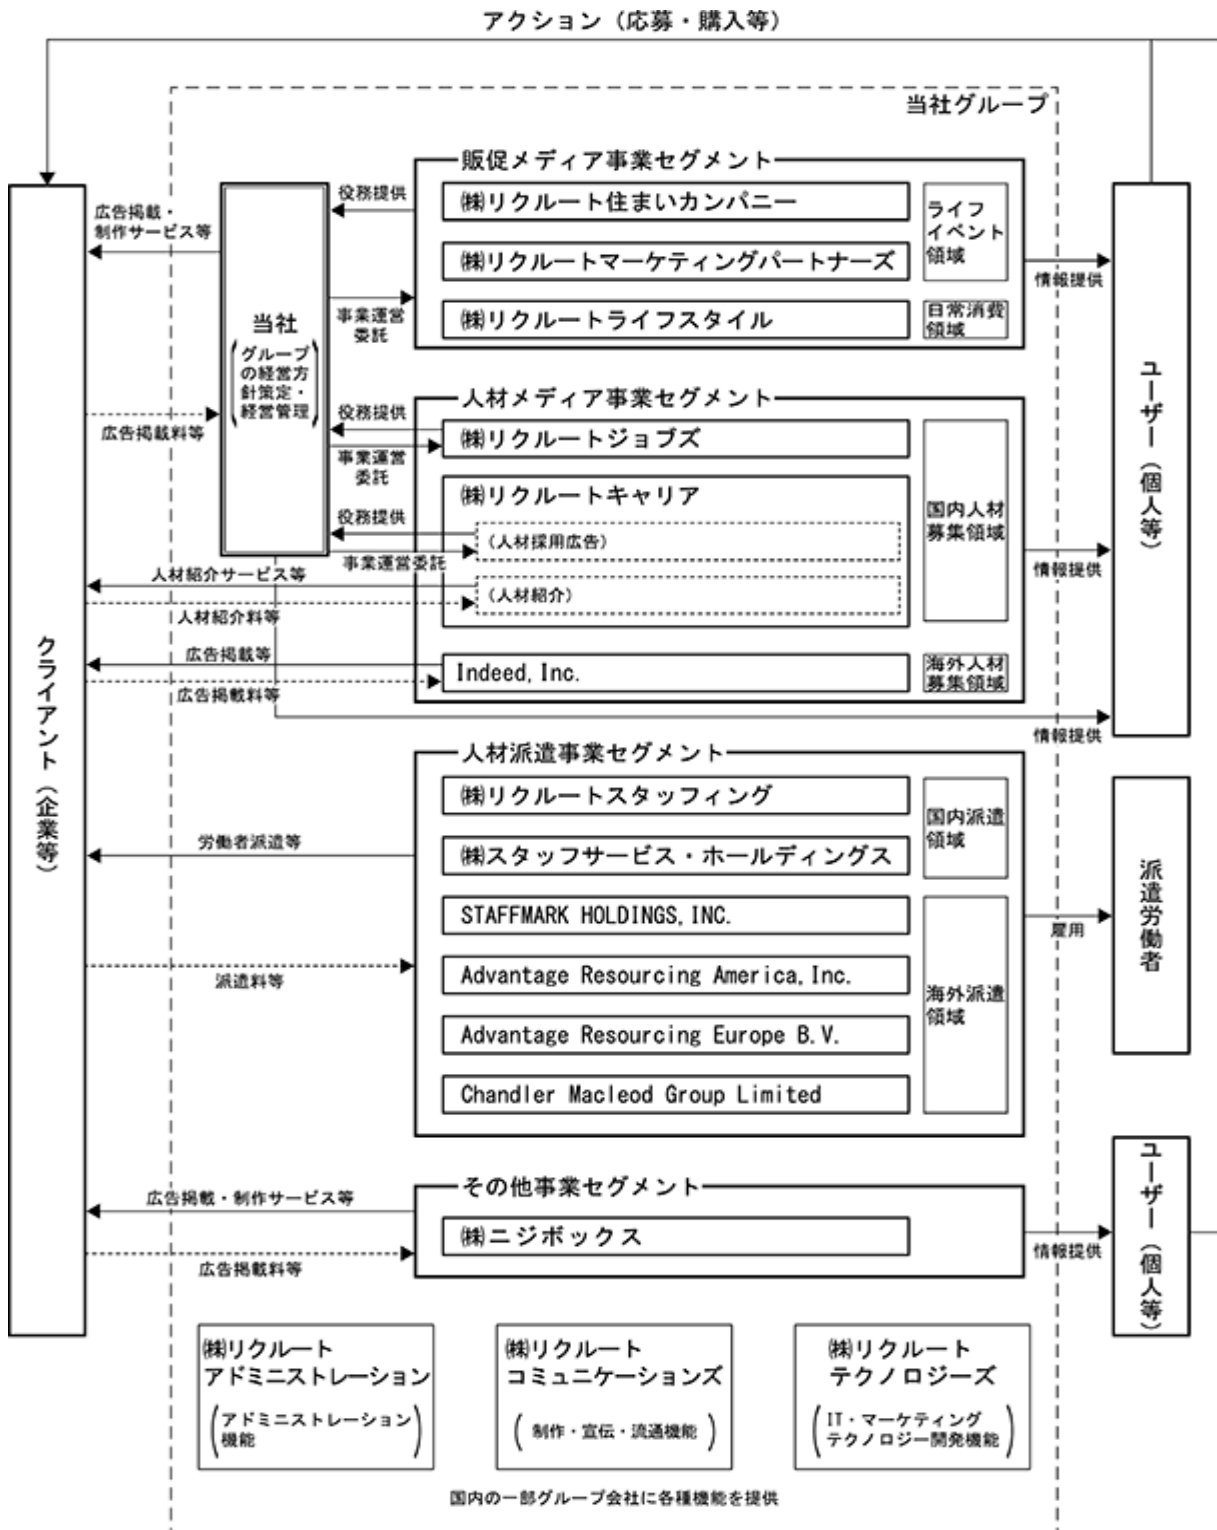 アクション（応募・購入等）
当社グループ
販促メディア事業セグメント
㈱リクルート住まいカンパニー
㈱リクルートマーケティングパートナーズ
㈱リクルートライフスタイル
ライフ
イベント
領域
日常消費
領域
役務提供
事業運営
委託
広告掲載・
制作サービス等
当社
グループ
の経営方
針策定・
経営管理
広告掲載料等
情報提供
ユーザー（個人等）
人材メディア事業セグメント
㈱リクルートジョブズ
㈱リクルートキャリア
（人材採用広告）
（人材紹介）
Indeed, Inc.
国内人材
募集領域
海外人材
募集領域
役務提供
事業運営
委託
役務提供
事業運営委託
人材紹介サービス等
人材紹介料等
広告掲載等
広告掲載料等
情報提供
情報提供
クライアント（企業等）
人材派遣事業セグメント
㈱リクルートスタッフィング
㈱スタッフサービス・ホールディングス
STAFFMARK HOLDINGS, INC.
Advantage Resourcing America, Inc.
Advantage Resourcing Europe B.V.
Chandler Macleod Group Limited
国内派遣
領域
海外派遣
領域
労働者派遣等
派遣料等
雇用
派遣労働者
その他事業セグメント
㈱ニジボックス
広告掲載・制作サービス等
広告掲載料等
情報提供
ユーザー（個人等）
㈱リクルート
アドミニストレーション
（アドミニストレーション
機能）
㈱リクルート
コミュニケーションズ
（制作・宣伝・流通機能）
㈱リクルート
テクノロジーズ
（IT・マーケティング
テクノロジー開発機能）
国内の一部グループ会社に各種機能を提供